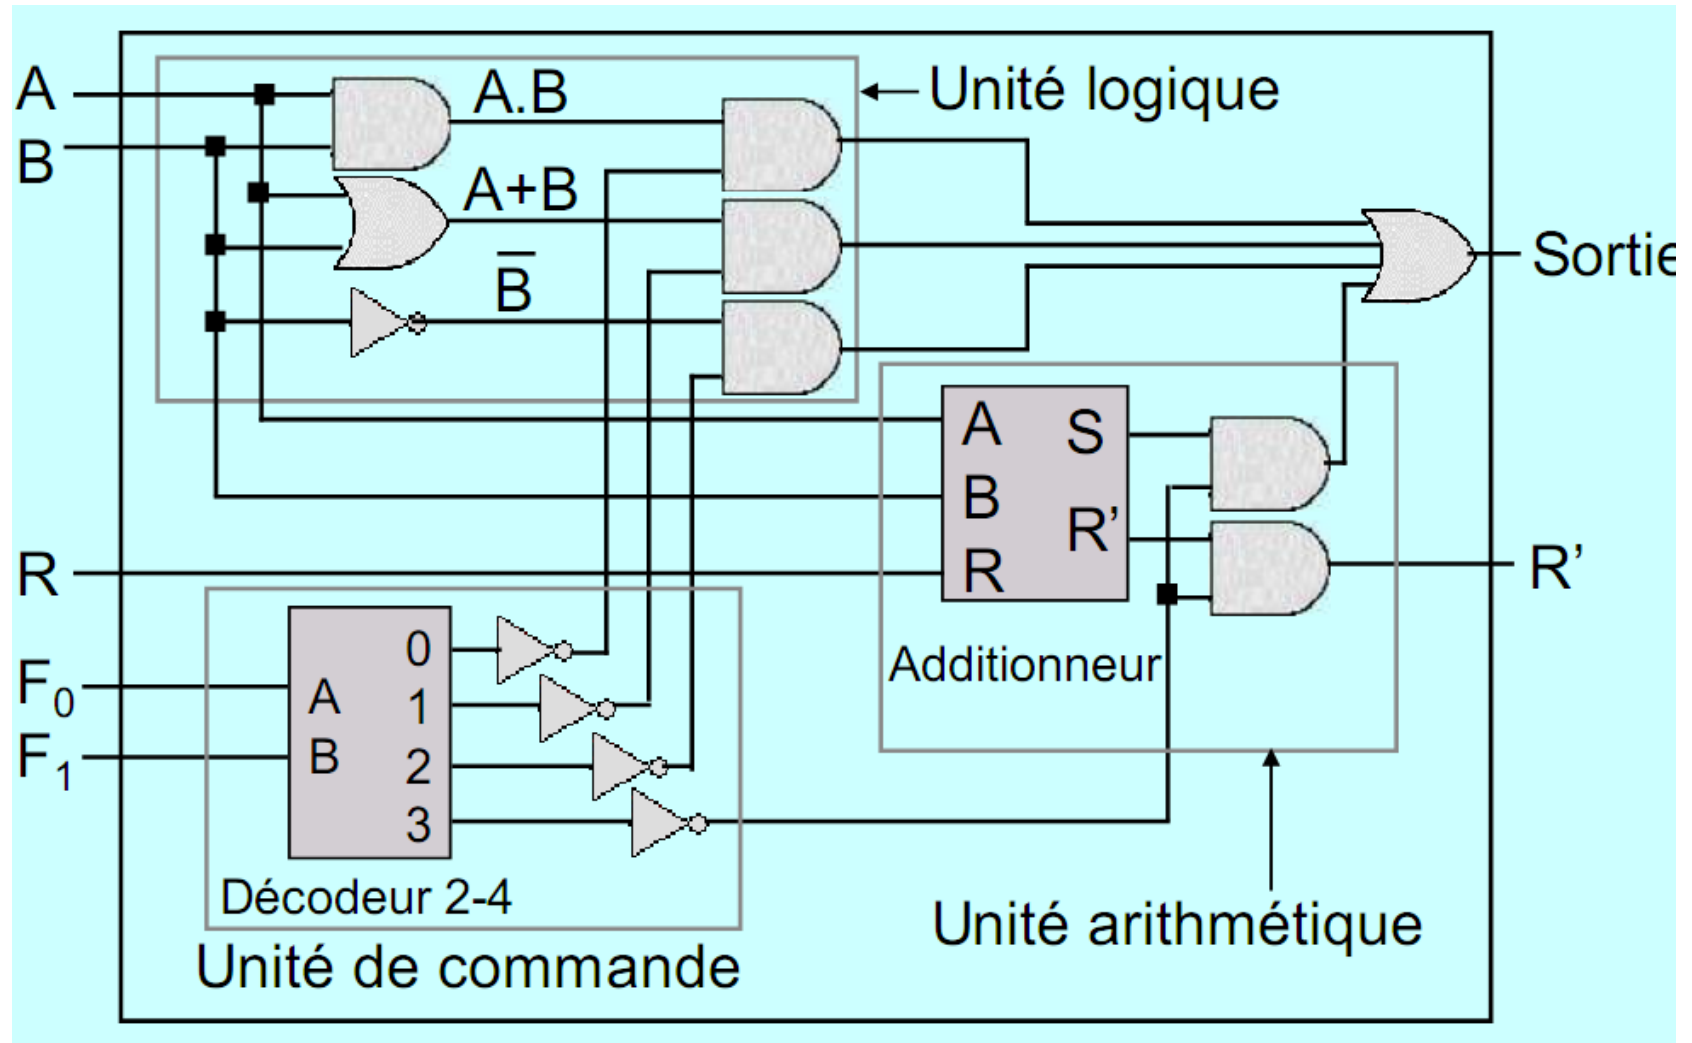 A
B
A.B
A+B
B̅
Unité logique
Sortie
A
B
R
S
R’
R’
Additionneur
Unité arithmétique
R
F0
F1
A
B
0
1
2
3
Décodeur 2-4
Unité de commande